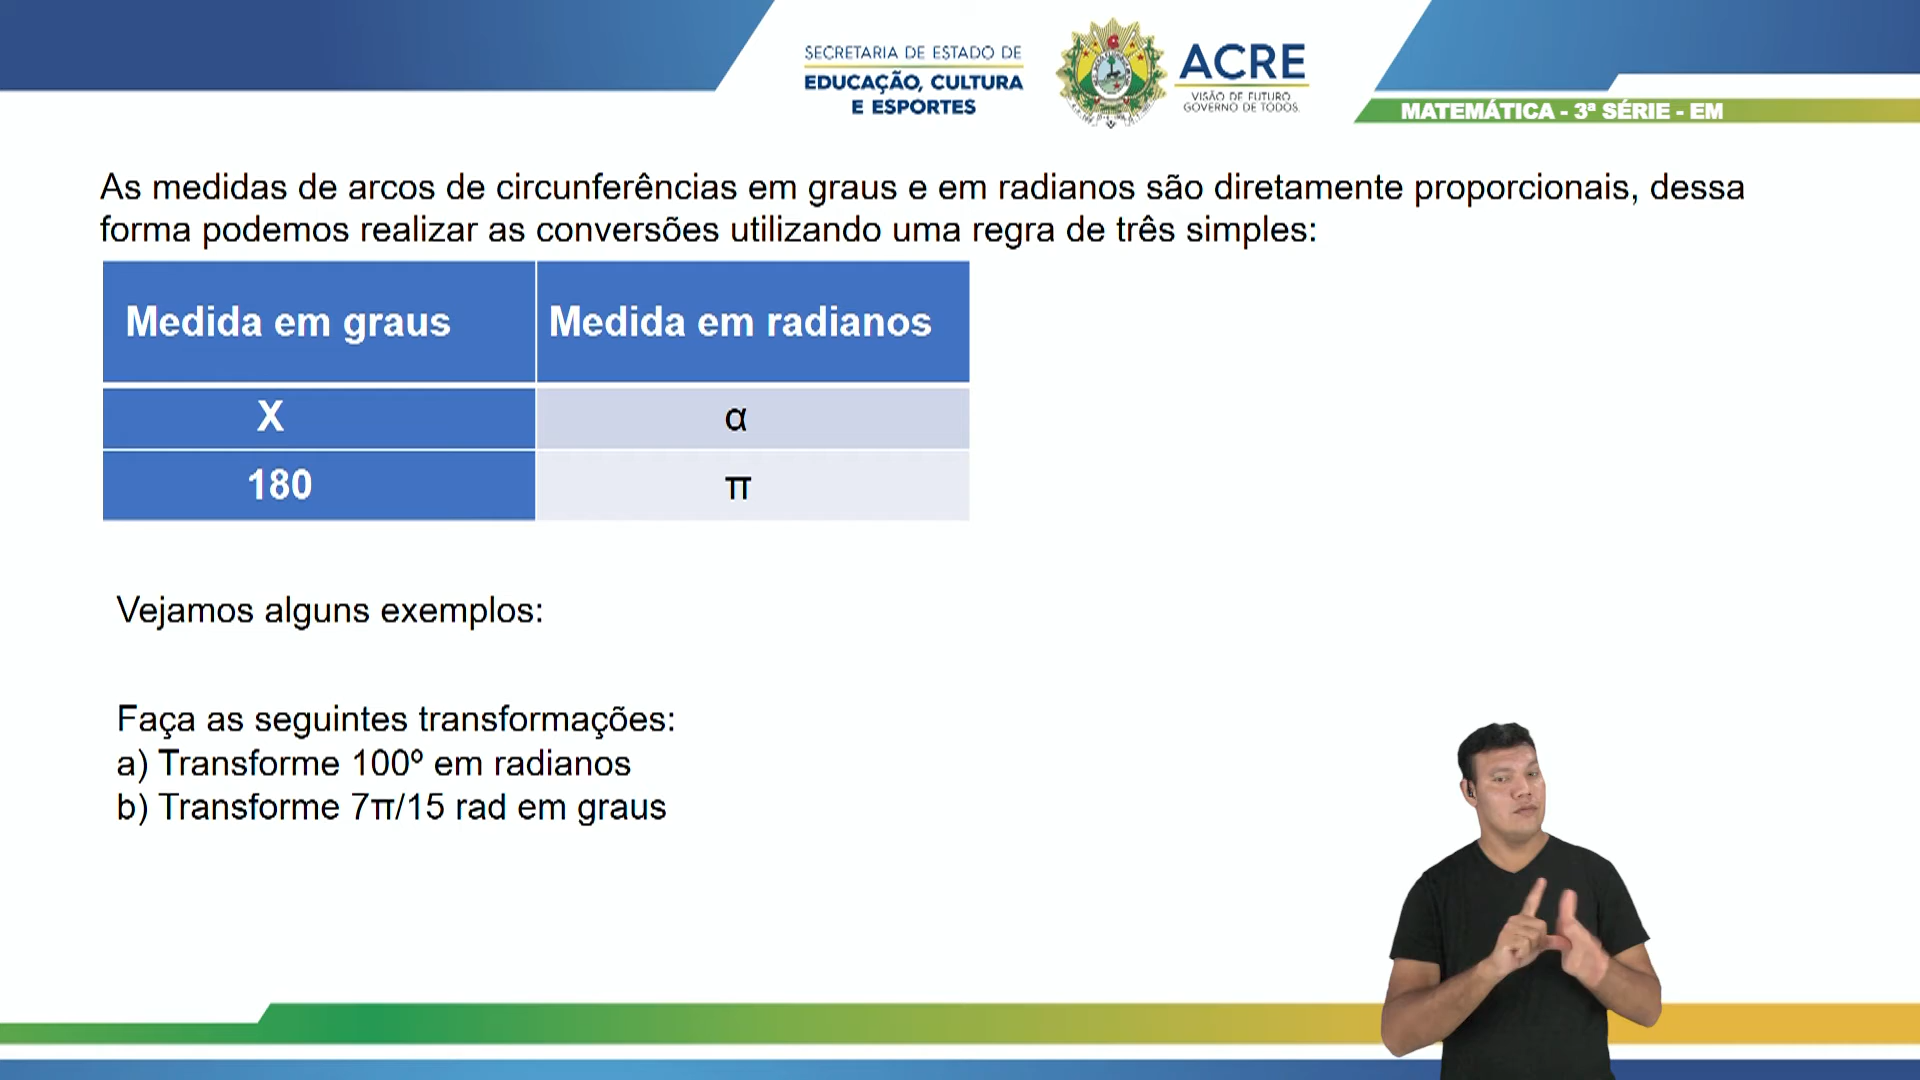 SECRETARIA DE ESTADO DE
EDUCAÇÃO, CULTURA
E ESPORTES
ACRE
VISÃO DE FUTURO
GOVERNO DE TODOS.
MATEMÁTICA - 3ª SÉRIE - EM
As medidas de arcos de circunferências em graus e em radianos são diretamente proporcionais, dessa
forma podemos realizar as conversões utilizando uma regra de três simples:
Medida em graus Medida em radianos
X α
180 π
Vejamos alguns exemplos:
Faça as seguintes transformações:
a) Transforme 100º em radianos
b) Transforme 7π/15 rad em graus